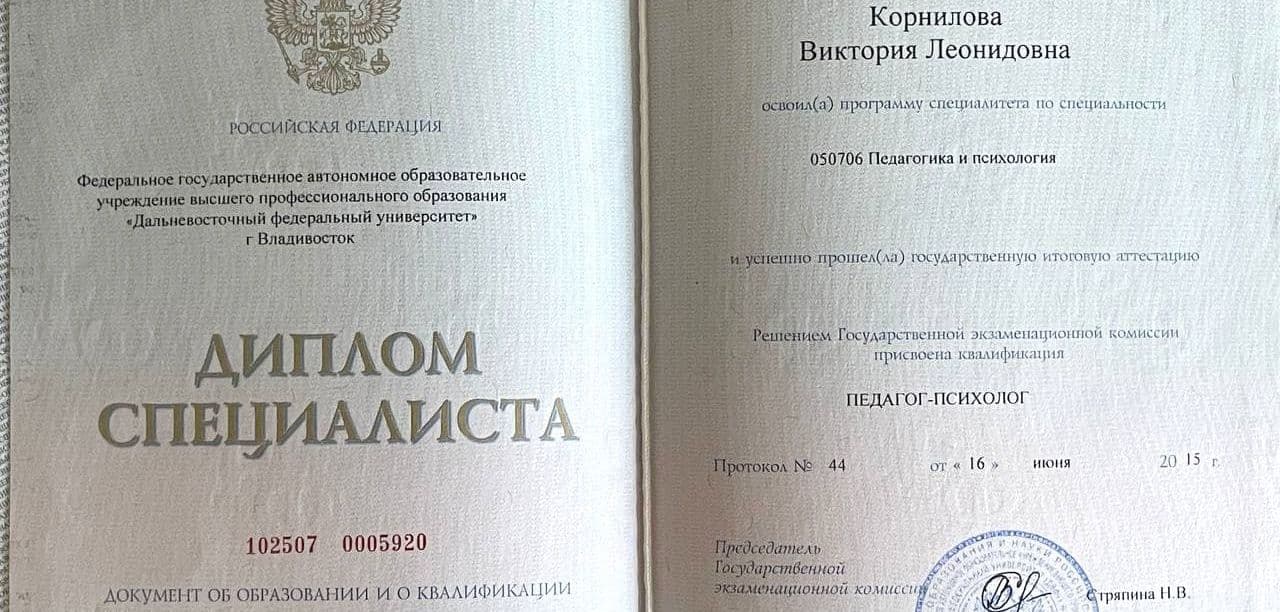 РОССИЙСКАЯ ФЕДЕРАЦИЯ
Федеральное государственное автономное образовательное
учреждение высшего профессионального образования
«Дальневосточный федеральный университет»
г Владивосток
ДИПЛОМ
СПЕЦИАЛИСТА
102507 0005920
ДОКУМЕНТ ОБ ОБРАЗОВАНИИ И О КВАЛИФИКАЦИИ
Корнилова
Виктория Леонидовна
освоил(а) программу специалитета по специальности
050706 Педагогика и психология
и успешно прошел(ла) государственную итоговую аттестацию
Решением Государственной экзаменационной комиссии
присвоена квалификация
ПЕДАГОГ-ПСИХОЛОГ
Протокол № 44 от « 16 » июня 20 15 г.
Председатель
Государственной
экзаменационной комиссии Стряпина Н.В.